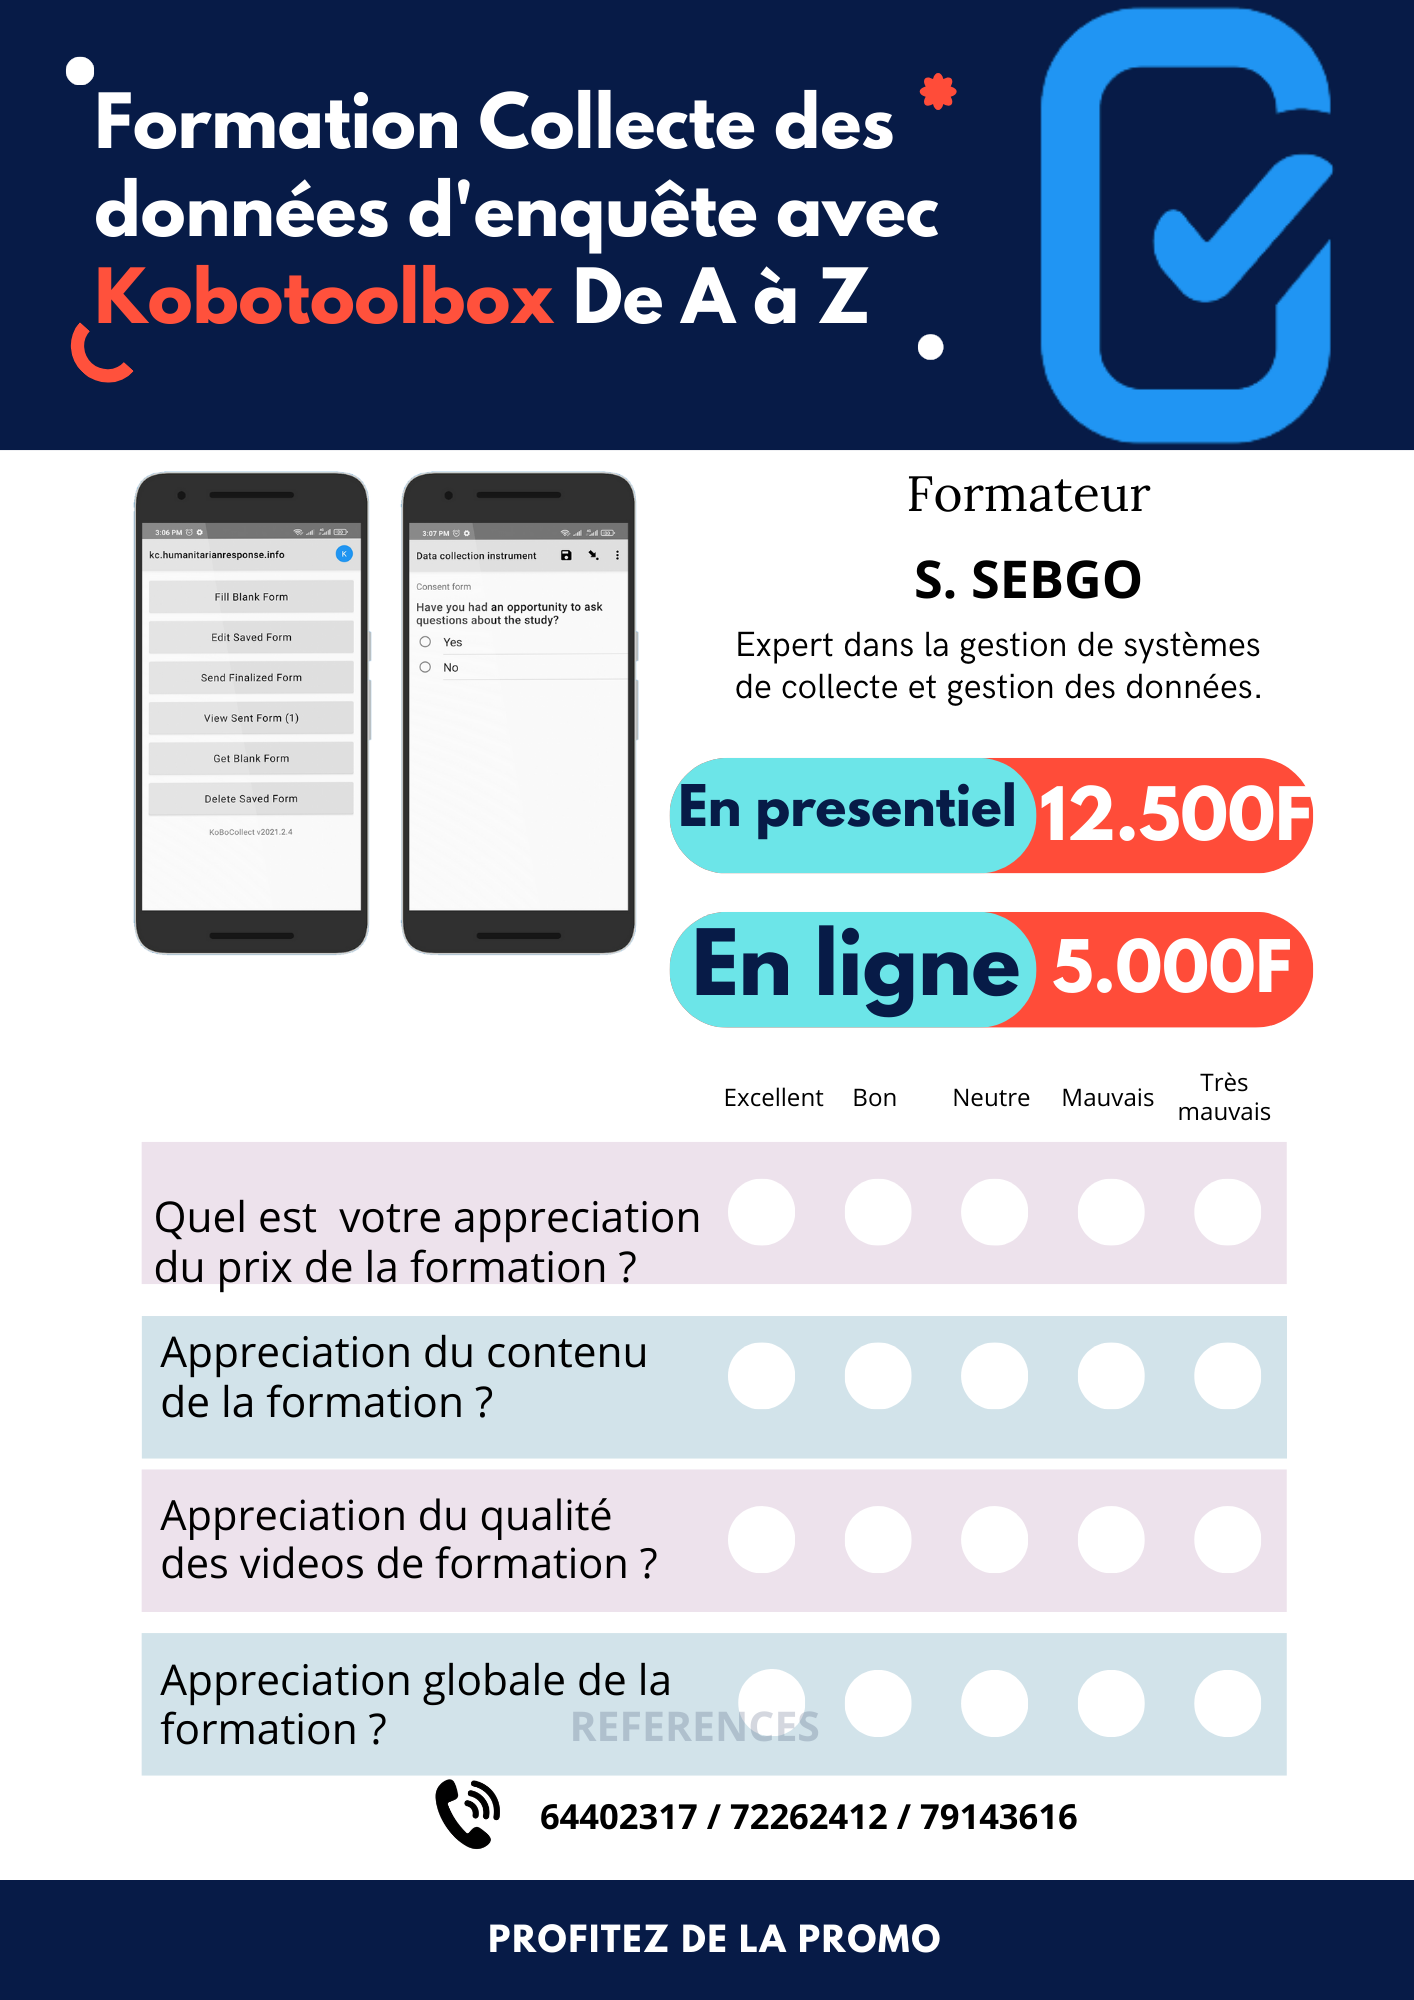 Formation Collecte des
données d'enquête avec
Kobotoolbox De A à Z
3:06 PM
kc.humanitarianresponse.info
K
Fill Blank Form
Edit Saved Form
Send Finalized Form
View Sent Form (1)
Get Blank Form
Delete Saved Form
KoBoCollect v2021.2.4
3:07 PM
Data collection instrument
Consent form
Have you had an opportunity to ask
questions about the study?
Yes
No
Formateur
S. SEBGO
Expert dans la gestion de systèmes
de collecte et gestion des données.
En presentiel 12.500F
En ligne 5.000F
Excellent Bon Neutre Mauvais Très
mauvais
Quel est  votre appreciation
du prix de la formation ?
Appreciation du contenu
de la formation ?
Appreciation du qualité
des videos de formation ?
Appreciation globale de la
formation ?
REFERENCES
64402317 / 72262412 / 79143616
PROFITEZ DE LA PROMO